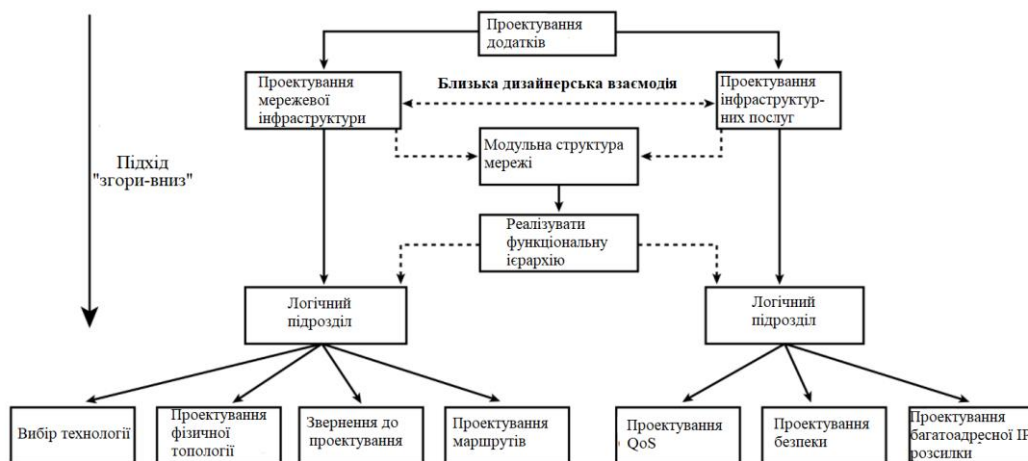 Проектування
додатків
Проектування
мережевої
інфраструктури
Близька дизайнерська взаємодія
Проектування
інфраструктур-
них послуг
Модульна структура
мережі
Підхід
"згори-вниз"
Реалізувати
функціональну
ієрархію
Логічний
підрозділ
Логічний
підрозділ
Вибір технології
Проектування
фізичної
топології
Звернення до
проектування
Проектування
маршрутів
Проектування
QoS
Проектування
безпеки
Проектування
багатоадресної IP
розсилки